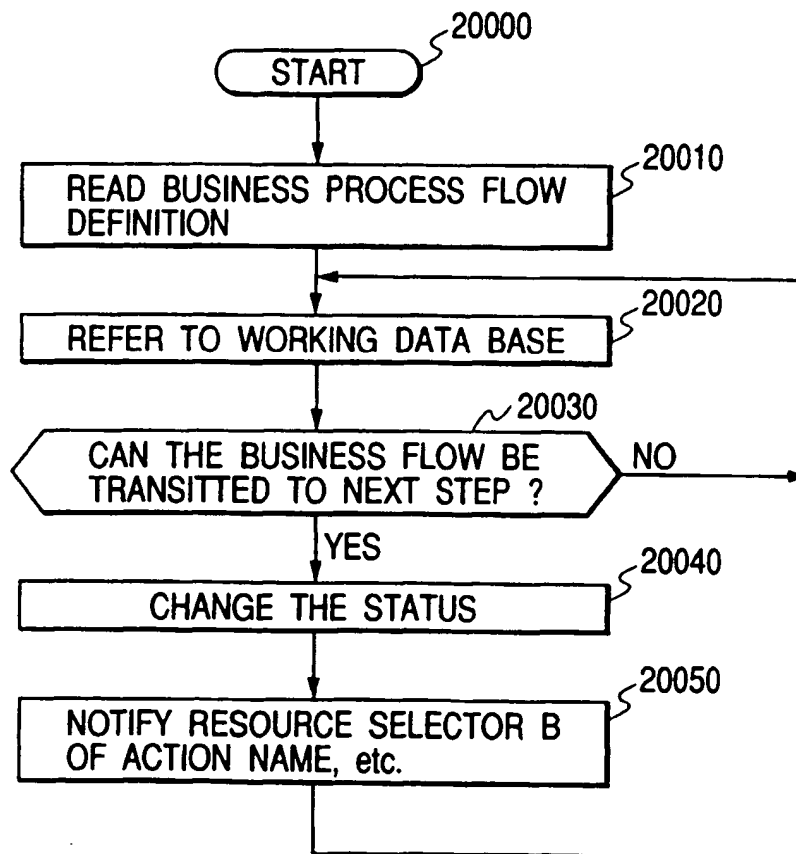 20000
START
20010
READ BUSINESS PROCESS FLOW
DEFINITION
20020
REFER TO WORKING DATA BASE
20030
CAN THE BUSINESS FLOW BE
TRANSITTED TO NEXT STEP ?
NO
YES
20040
CHANGE THE STATUS
20050
NOTIFY RESOURCE SELECTOR B
OF ACTION NAME, etc.